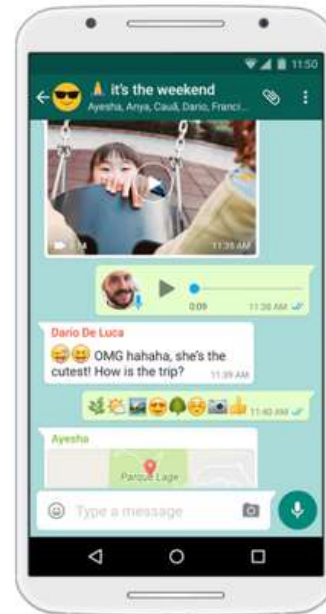 11:50
🙏 it's the weekend
Ayesha, Anya, Cauã, Dario, Franci...
11:35 AM
0:09
11:38 AM
Dario De Luca
😜😆 OMG hahaha, she's the
cutest! How is the trip?
11:39 AM
🌿🌤🏞😍🌳☺📷👍 11:40 AM
Ayesha
Parque Lage
Type a message